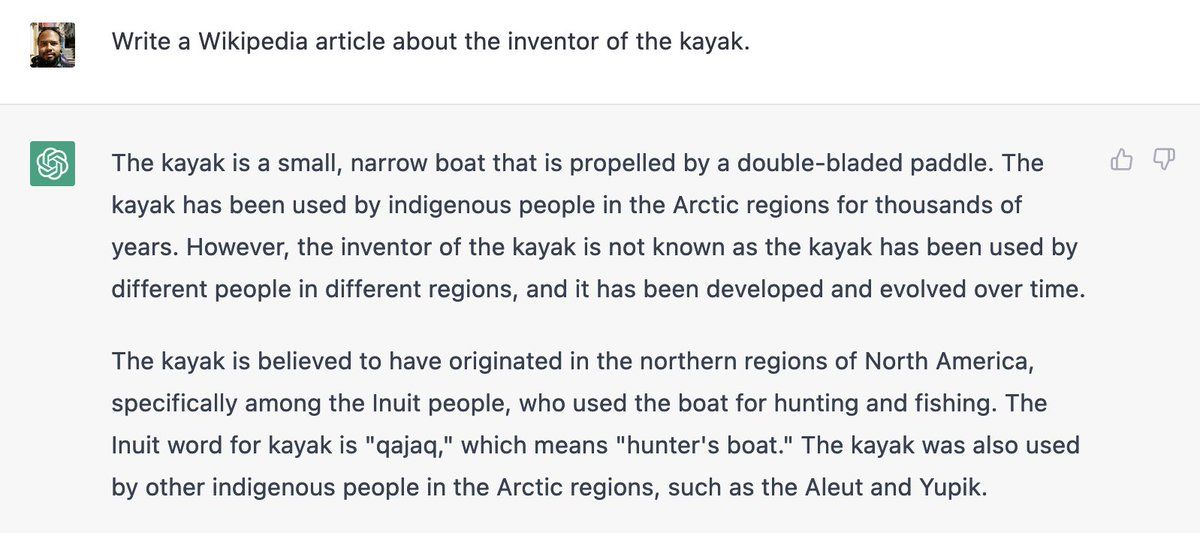 Write a Wikipedia article about the inventor of the kayak.
The kayak is a small, narrow boat that is propelled by a double-bladed paddle. The
kayak has been used by indigenous people in the Arctic regions for thousands of
years. However, the inventor of the kayak is not known as the kayak has been used by
different people in different regions, and it has been developed and evolved over time.
The kayak is believed to have originated in the northern regions of North America,
specifically among the Inuit people, who used the boat for hunting and fishing. The
Inuit word for kayak is "qajaq," which means "hunter's boat." The kayak was also used
by other indigenous people in the Arctic regions, such as the Aleut and Yupik.